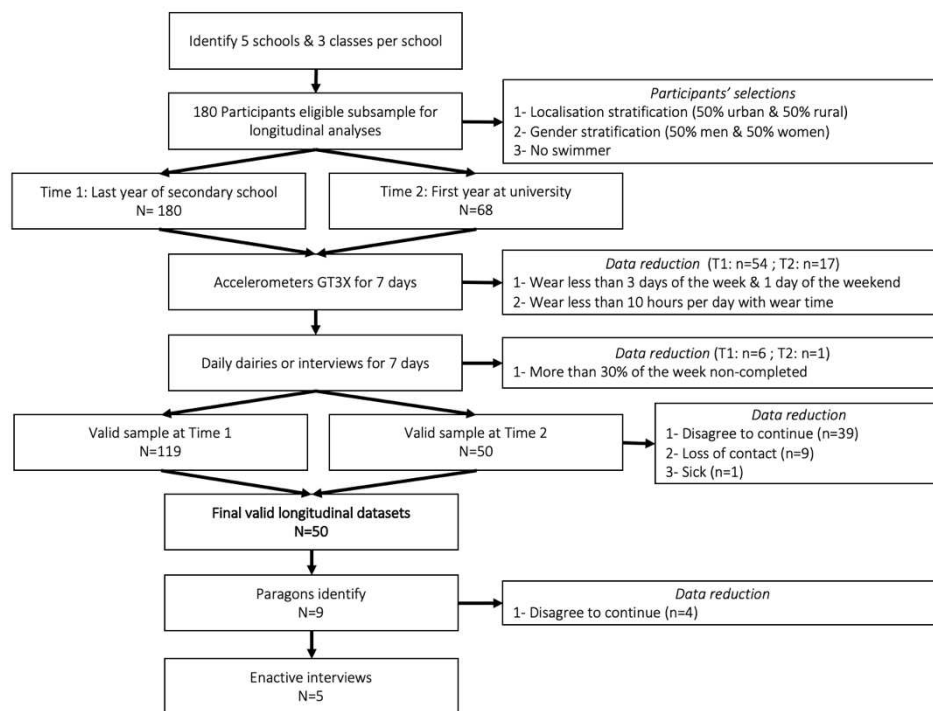 Identify 5 schools & 3 classes per school
180 Participants eligible subsample for
longitudinal analyses
Participants' selections
1- Localisation stratification (50% urban & 50% rural)
2- Gender stratification (50% men & 50% women)
3- No swimmer
Time 1: Last year of secondary school
N= 180
Time 2: First year at university
N=68
Accelerometers GT3X for 7 days
Data reduction (T1: n=54 ; T2: n=17)
1- Wear less than 3 days of the week & 1 day of the weekend
2- Wear less than 10 hours per day with wear time
Daily dairies or interviews for 7 days
Data reduction (T1: n=6 ; T2: n=1)
1- More than 30% of the week non-completed
Valid sample at Time 1
N=119
Valid sample at Time 2
N=50
Data reduction
1- Disagree to continue (n=39)
2- Loss of contact (n=9)
3- Sick (n=1)
Final valid longitudinal datasets
N=50
Paragons identify
N=9
Data reduction
1- Disagree to continue (n=4)
Enactive interviews
N=5